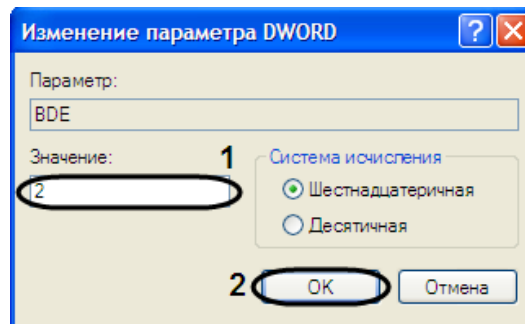 Изменение параметра DWORD
Параметр:
BDE
Значение:
1
2
Система исчисления
Шестнадцатеричная
Десятичная
2
OK
Отмена